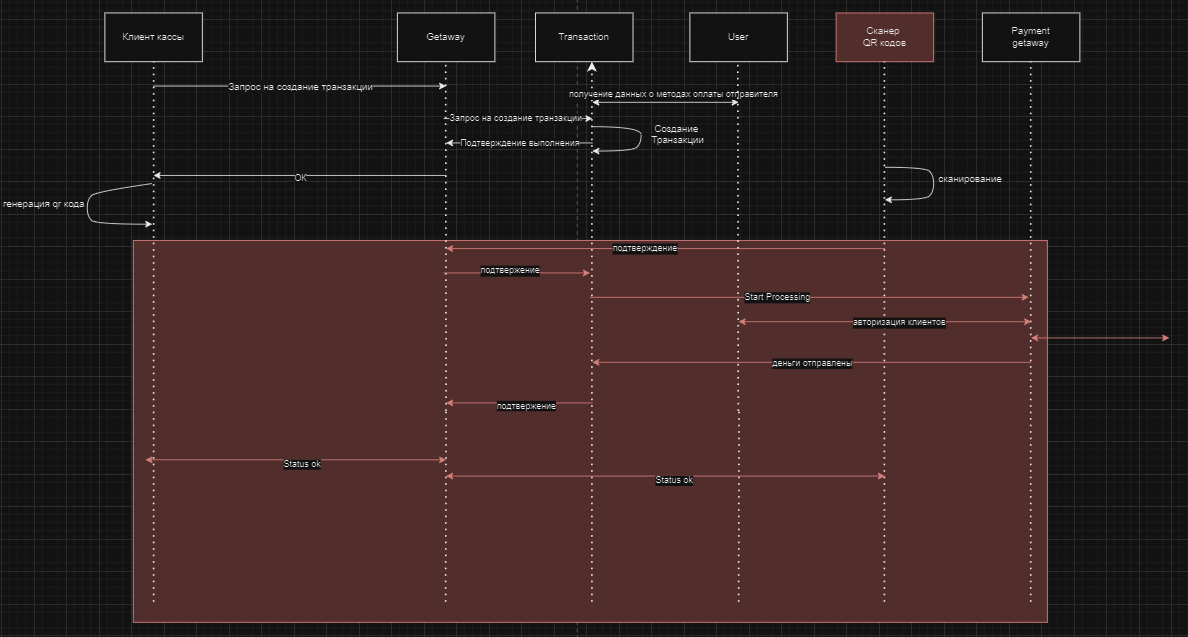 Клиент кассы
Getaway
Transaction
User
Сканер
QR кодов
Payment
getaway
Запрос на создание транзакции
получение данных о методах оплаты отправителя
Запрос на создание транзакции
Создание
Транзакции
Подтверждение выполнения
OK
сканирование
генерация qr кода
подтверждение
подтвержение
Start Processing
авторизация клиентов
деньги отправлены
подтвержение
Status ok
Status ok